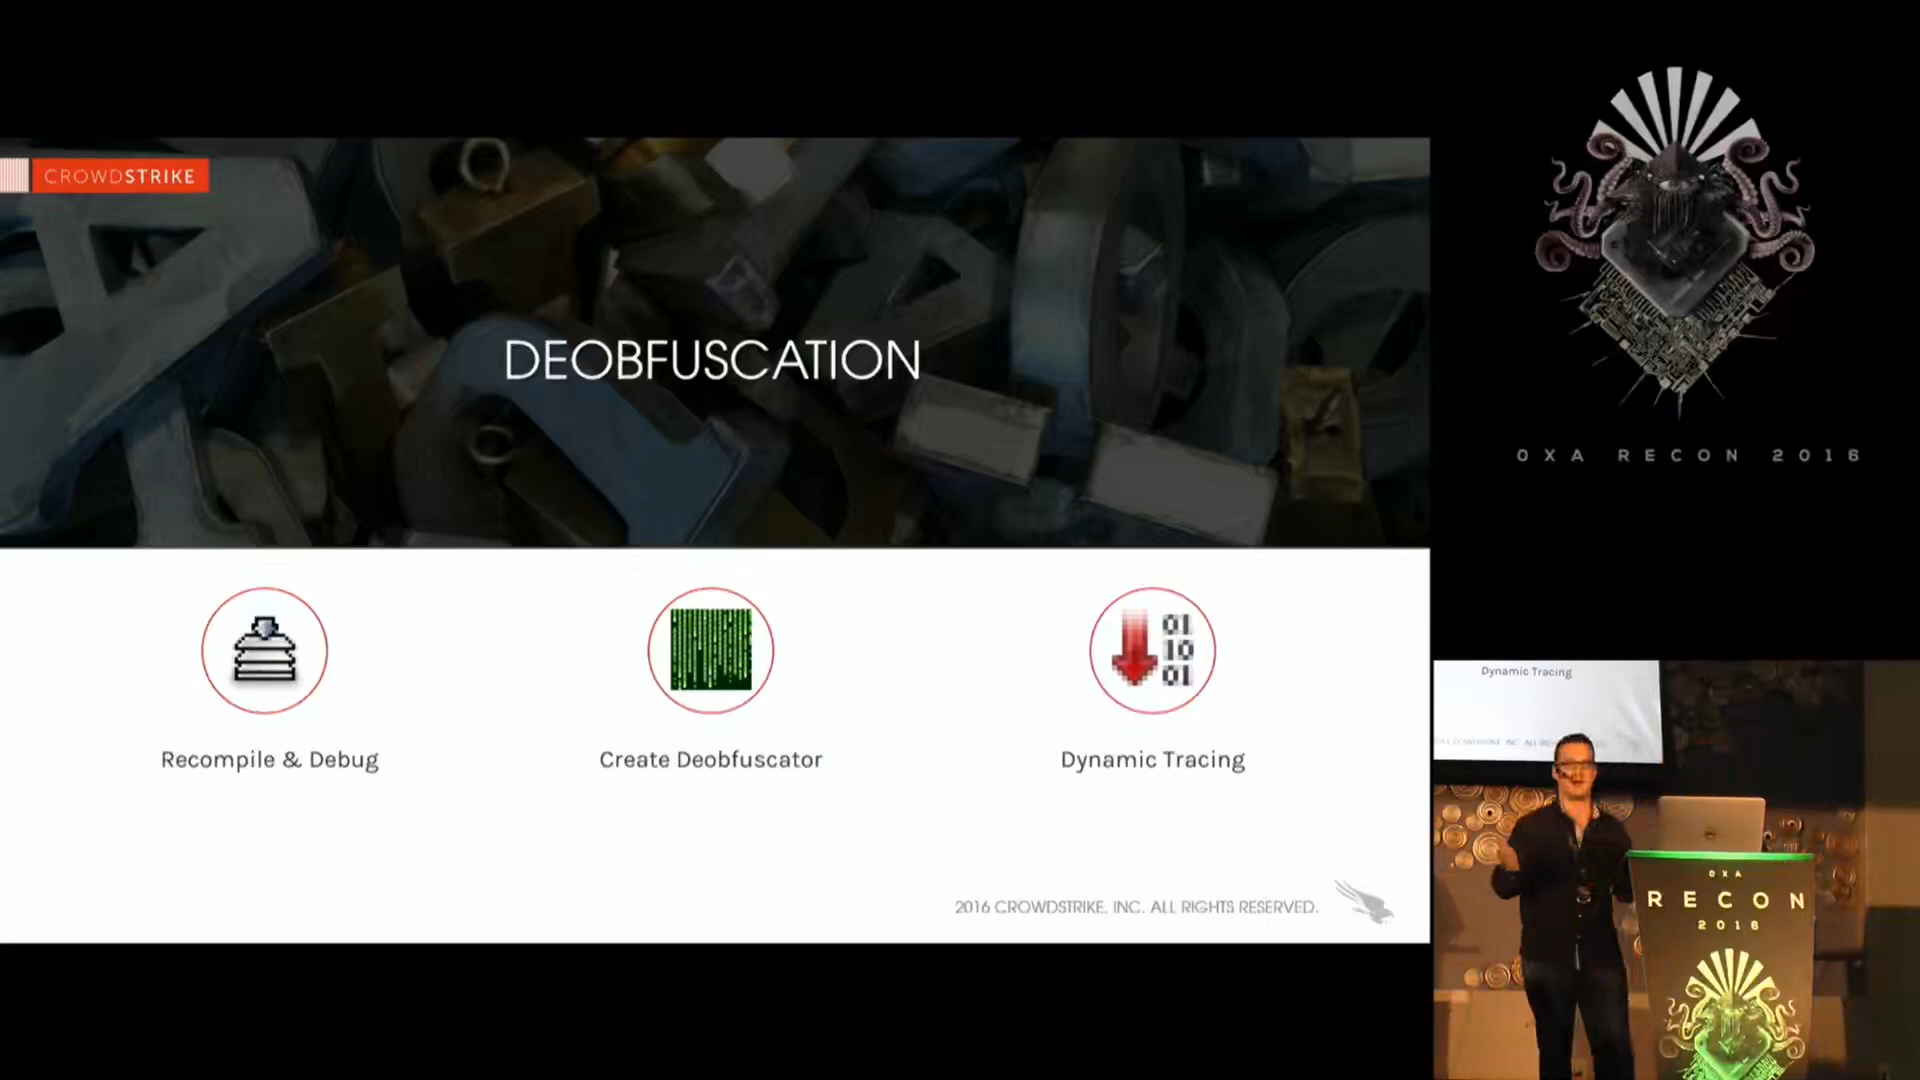 CROWDSTRIKE
DEOBFUSCATION
01
10
01
Recompile & Debug
Create Deobfuscator
Dynamic Tracing
2016 CROWDSTRIKE, INC. ALL RIGHTS RESERVED.
0XA RECON 2016
Dynamic Tracing
0XA
RECON
2016